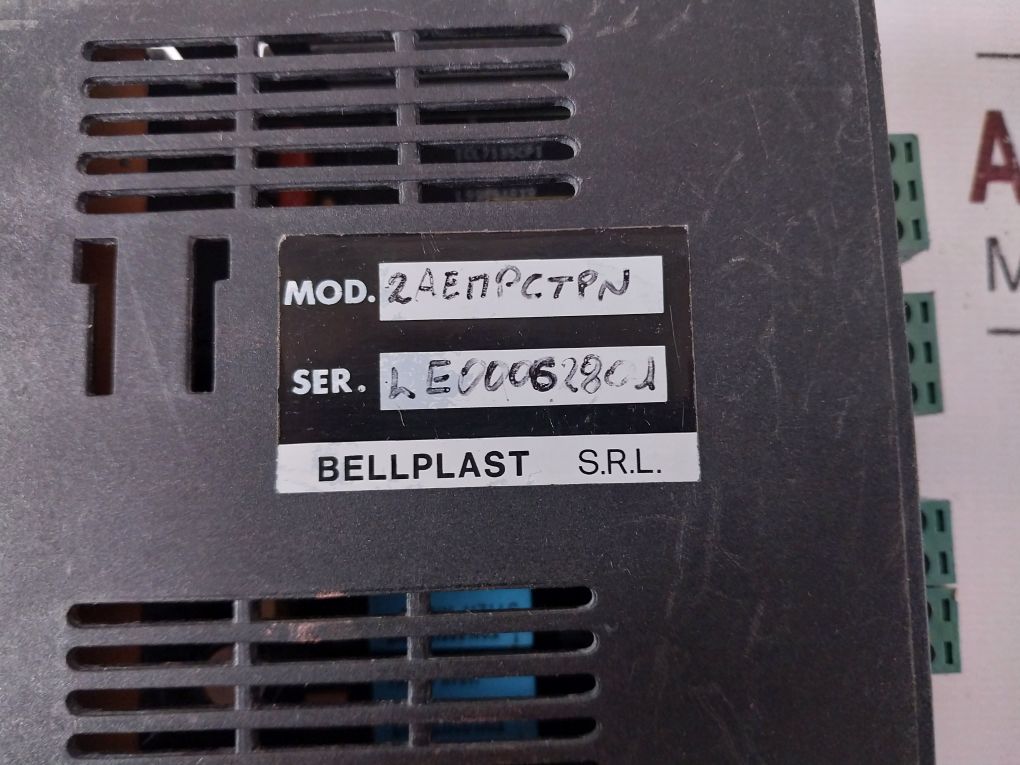 MOD. 2AEMPCTPN
SER. LE00062801
BELLPLAST S.R.L.
A
M